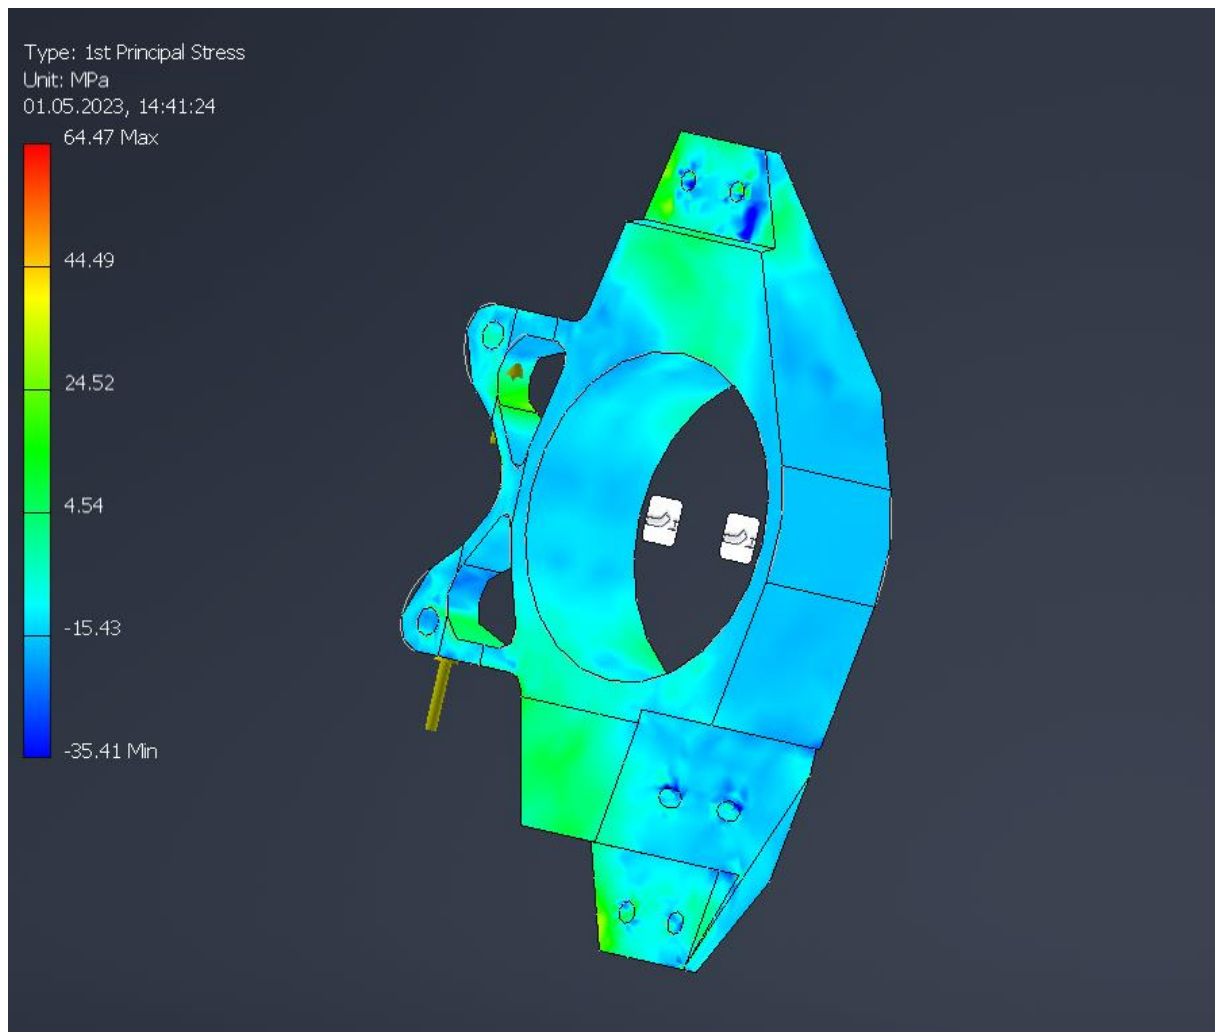 Type: 1st Principal Stress
Unit: MPa
01.05.2023, 14:41:24
64.47 Max
44.49
24.52
4.54
-15.43
-35.41 Min